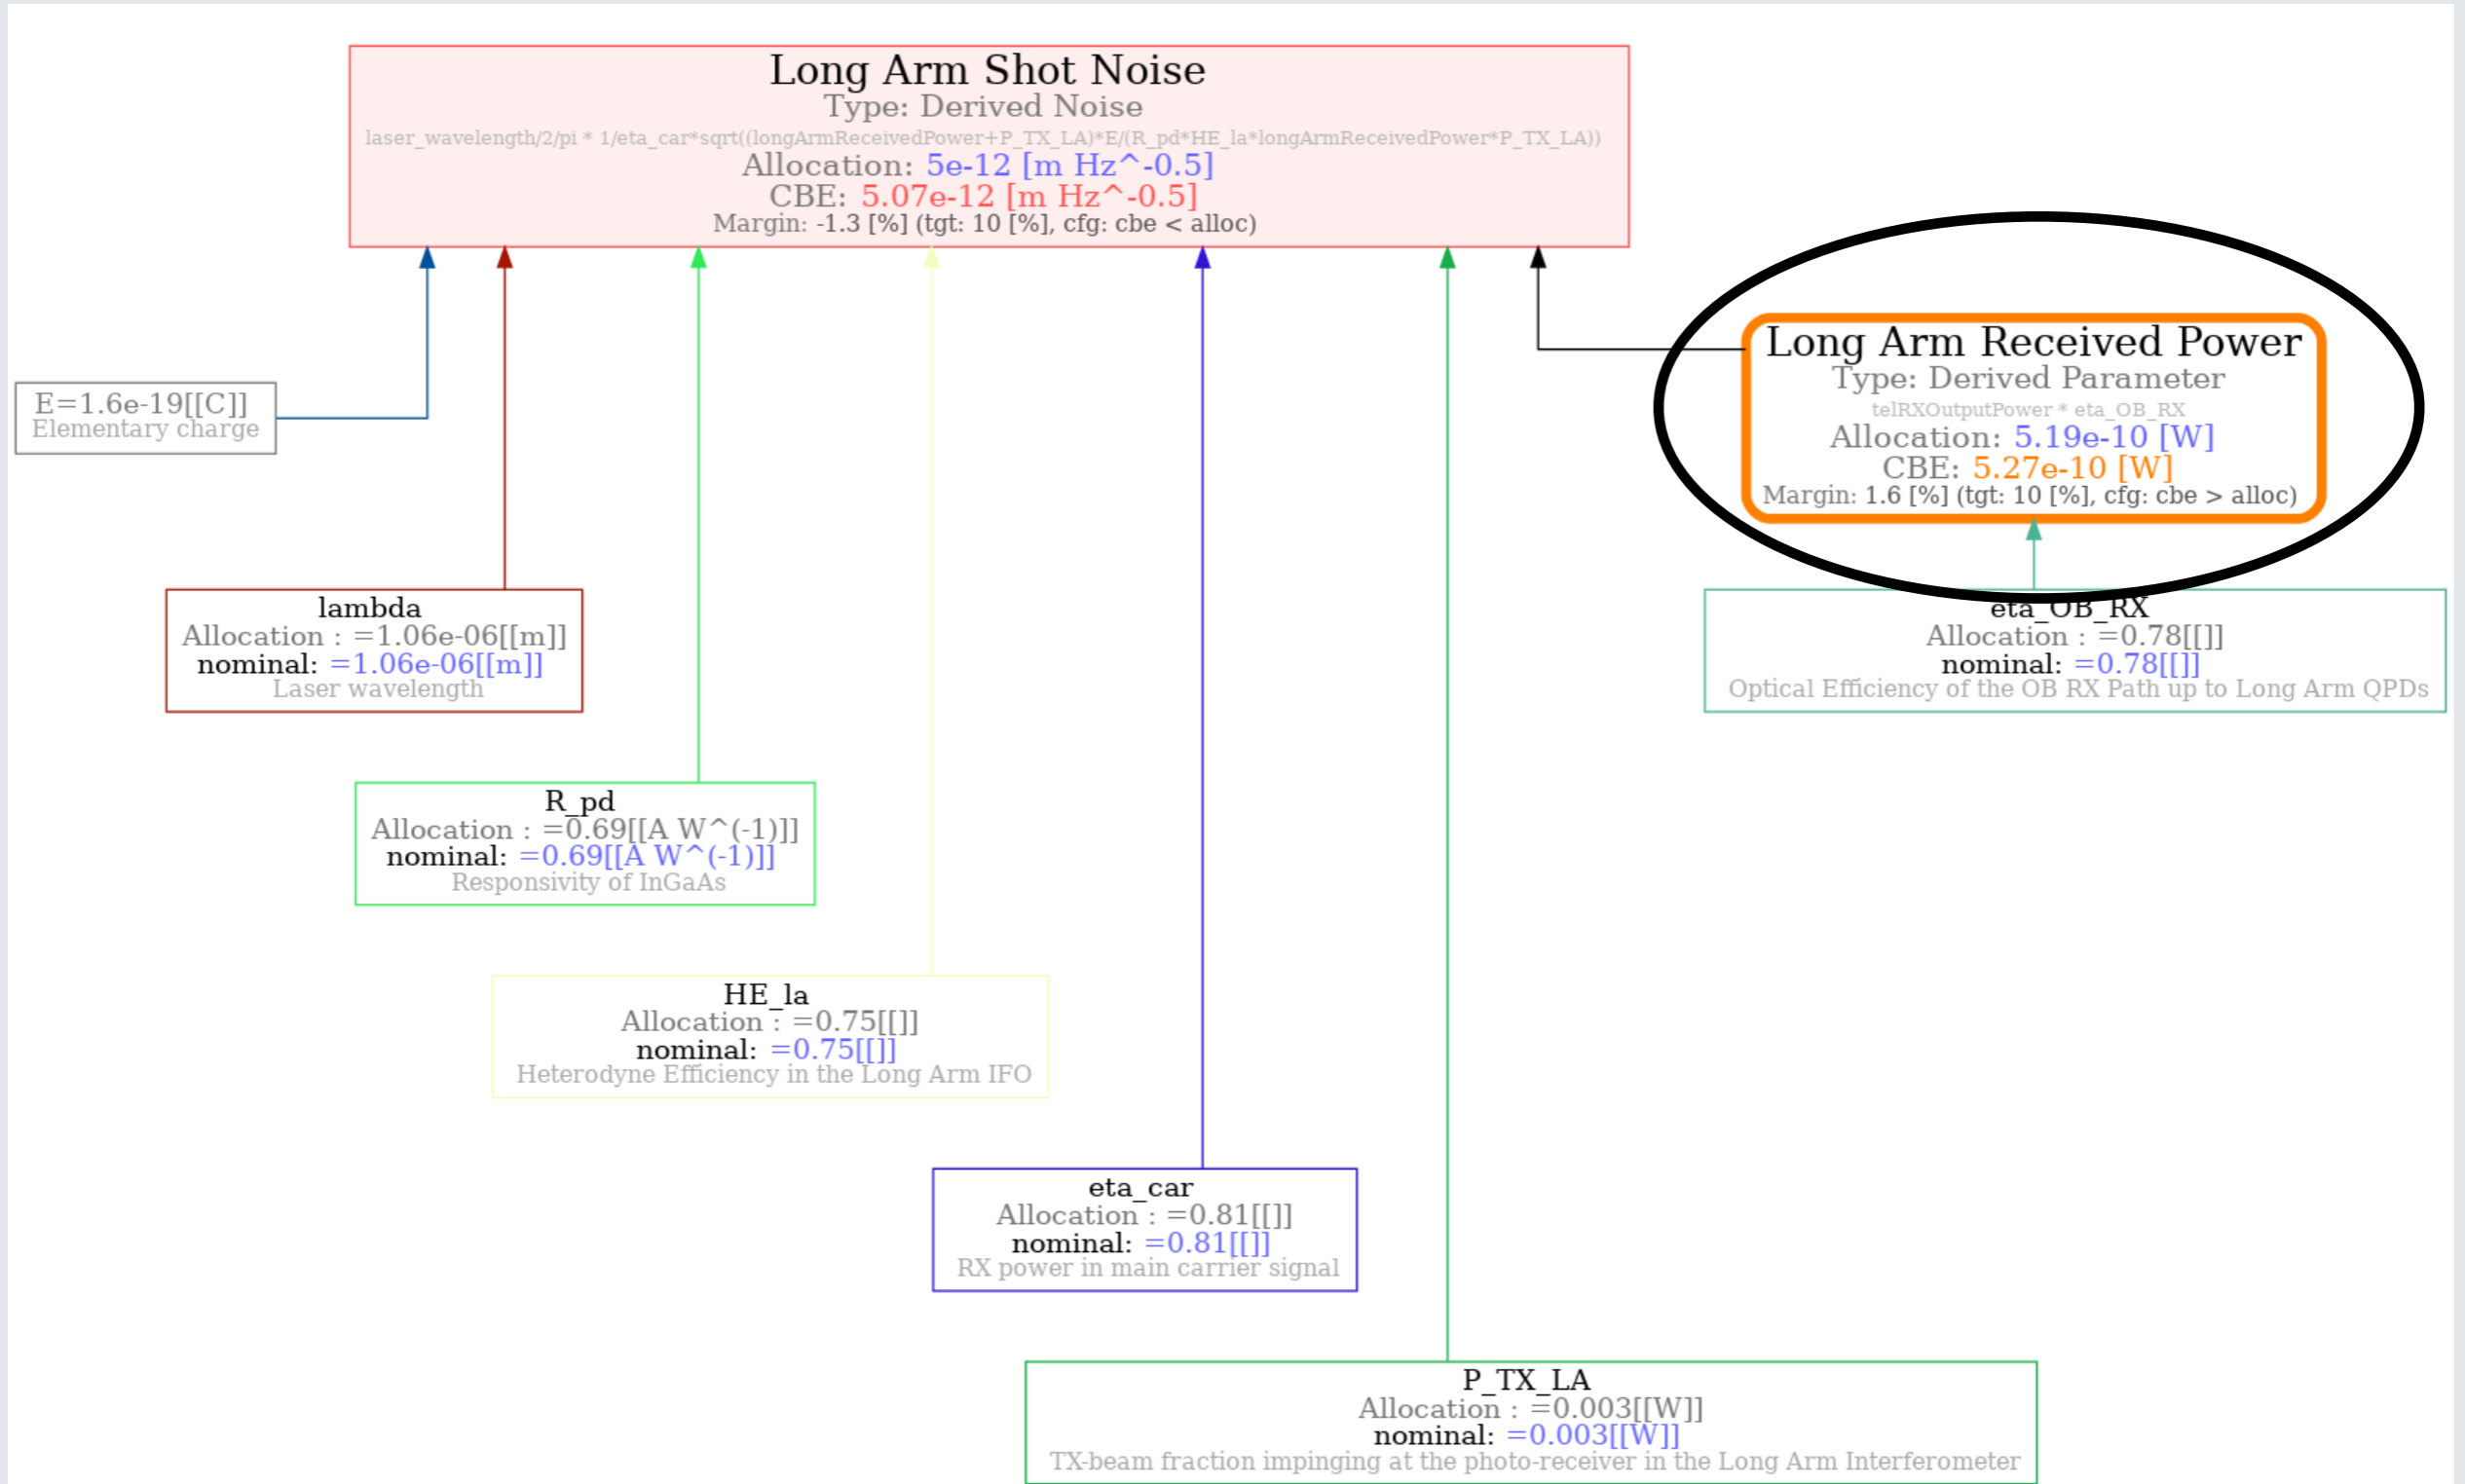 Long Arm Shot Noise
Type: Derived Noise
laser_wavelength/2/pi * 1/eta_car*sqrt((longArmReceivedPower+P_TX_LA)*E/(R_pd*HE_la*longArmReceivedPower*P_TX_LA))
Allocation: 5e-12 [m Hz^-0.5]
CBE: 5.07e-12 [m Hz^-0.5]
Margin: -1.3 [%] (tgt: 10 [%], cfg: cbe < alloc)
Long Arm Received Power
Type: Derived Parameter
telRXOutputPower * eta_OB_RX
Allocation: 5.19e-10 [W]
CBE: 5.27e-10 [W]
Margin: 1.6 [%] (tgt: 10 [%], cfg: cbe > alloc)
E=1.6e-19[[C]]
Elementary charge
lambda
Allocation : =1.06e-06[[m]]
nominal: =1.06e-06[[m]]
Laser wavelength
eta_OB_RX
Allocation : =0.78[[]]
nominal: =0.78[[]]
Optical Efficiency of the OB RX Path up to Long Arm QPDs
R_pd
Allocation : =0.69[[A W^(-1)]]
nominal: =0.69[[A W^(-1)]]
Responsivity of InGaAs
HE_la
Allocation : =0.75[[]]
nominal: =0.75[[]]
Heterodyne Efficiency in the Long Arm IFO
eta_car
Allocation : =0.81[[]]
nominal: =0.81[[]]
RX power in main carrier signal
P_TX_LA
Allocation : =0.003[[W]]
nominal: =0.003[[W]]
TX-beam fraction impinging at the photo-receiver in the Long Arm Interferometer